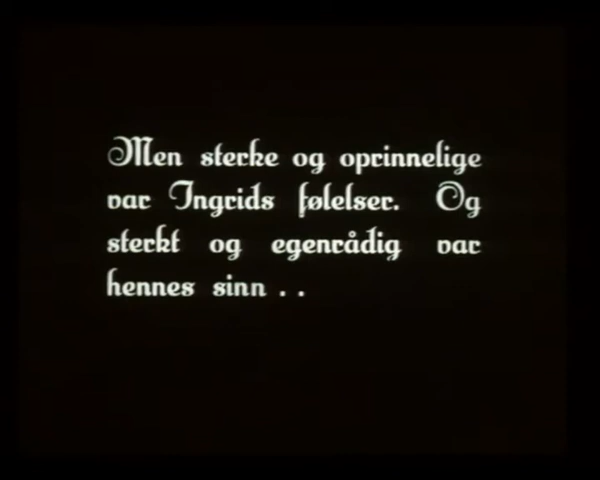 Men sterke og oprinnelige
var Ingrids følelser. Og
sterkt og egenrådig var
hennes sinn . .